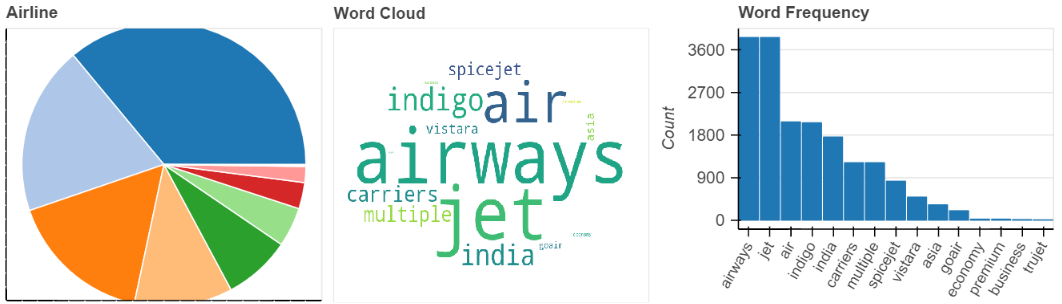 Airline
Word Cloud
spicejet
indigo
air
asia
vistara
airways
carriers
multiple
jet
india
goair
economy
Word Frequency
Count
3600
2700
1800
900
0
airways
jet
air
indigo
india
carriers
multiple
spicejet
vistara
asia
goair
economy
premium
business
trujet